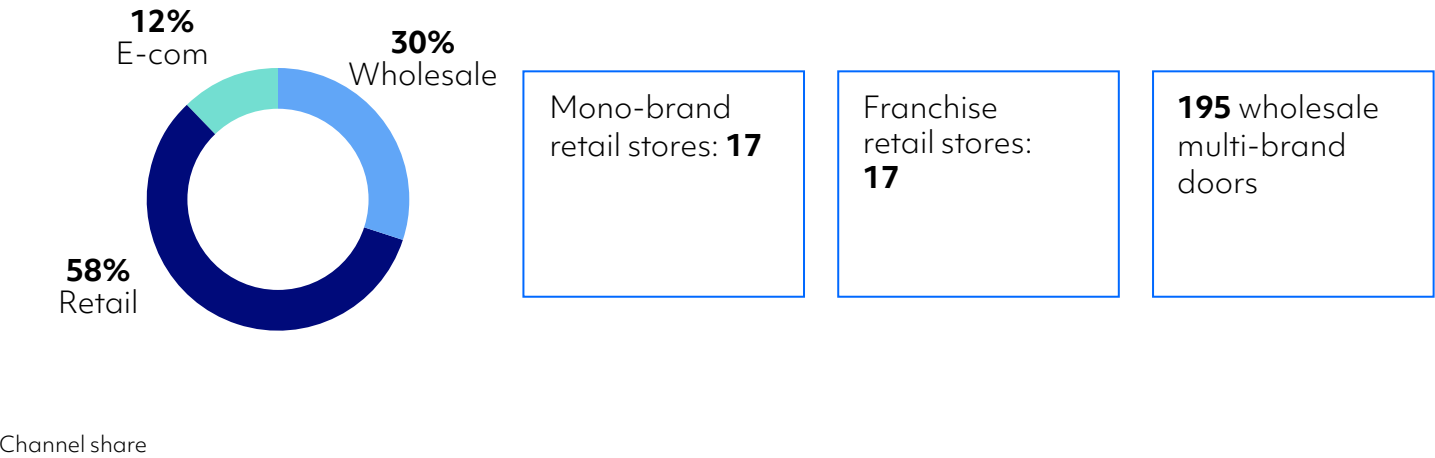 12%
E-com
30%
Wholesale
58%
Retail
Mono-brand
retail stores: 17
Franchise
retail stores:
17
195 wholesale
multi-brand
doors
Channel share